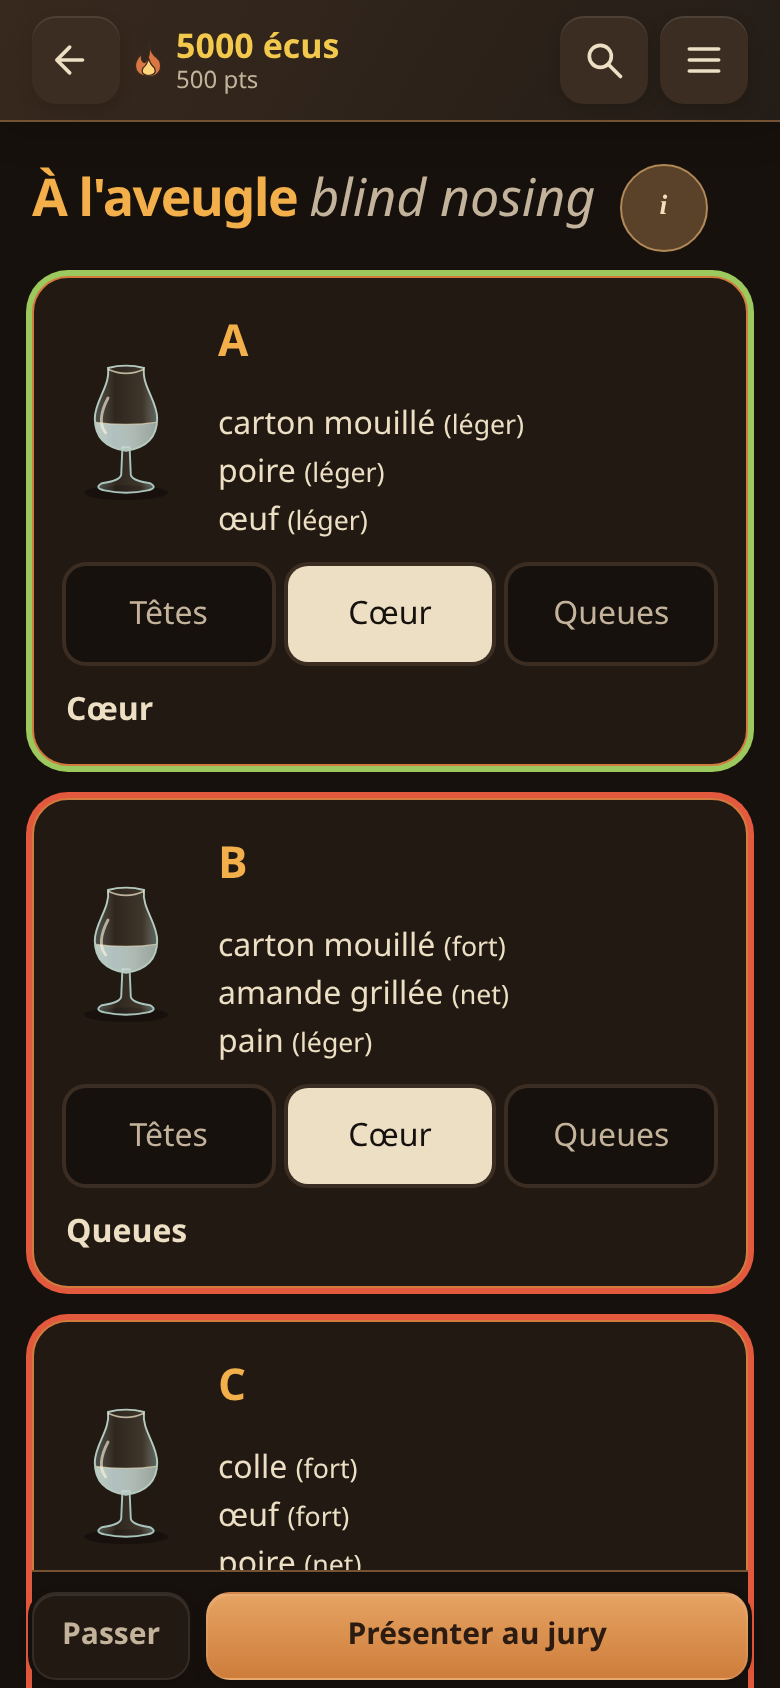 5000 écus
500 pts
À l'aveugle blind nosing i
A
carton mouillé (léger)
poire (léger)
œuf (léger)
Têtes Cœur Queues
Cœur
B
carton mouillé (fort)
amande grillée (net)
pain (léger)
Têtes Cœur Queues
Queues
C
colle (fort)
œuf (fort)
poire (net)
Passer Présenter au jury